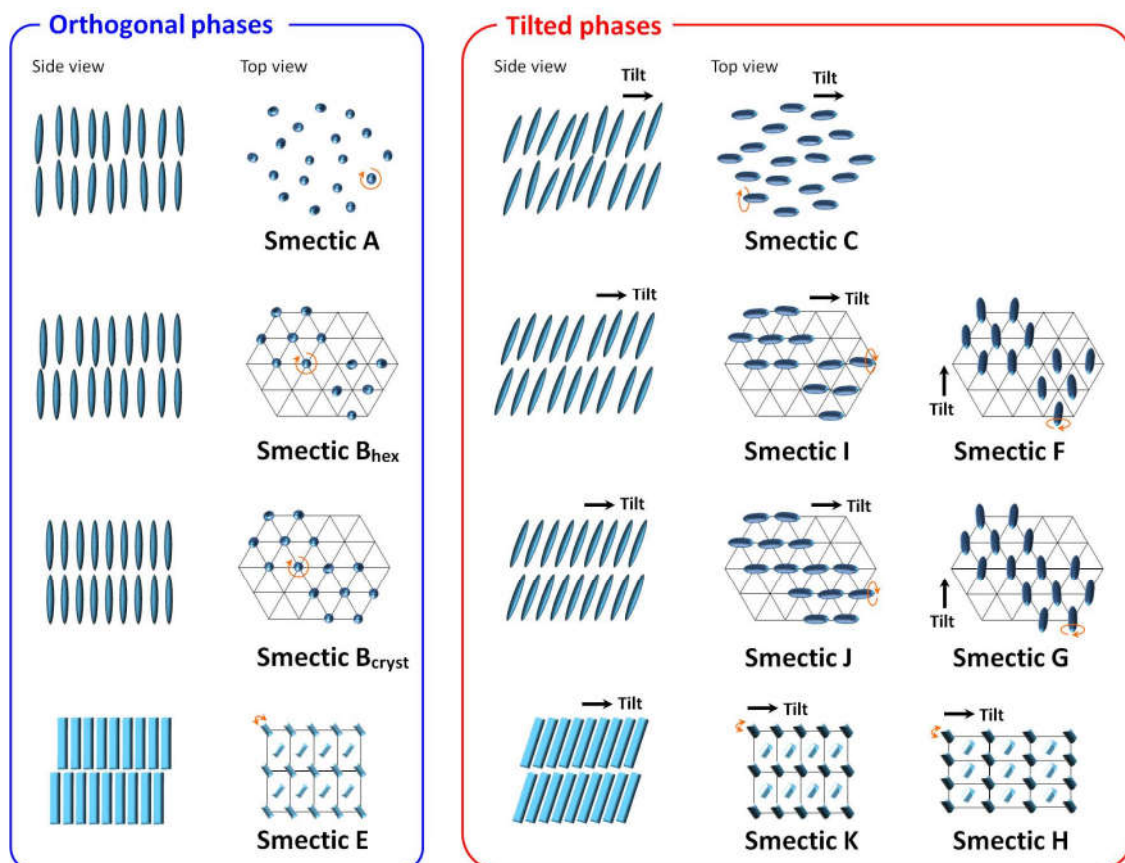 Orthogonal phases
Side view
Top view
Smectic A
Smectic Bhex
Smectic Bcryst
Smectic E
Tilted phases
Side view
Tilt
Top view
Tilt
Smectic C
Tilt
Tilt
Smectic I
Tilt
Smectic F
Tilt
Tilt
Smectic J
Tilt
Smectic G
Tilt
Tilt
Smectic K
Tilt
Smectic H